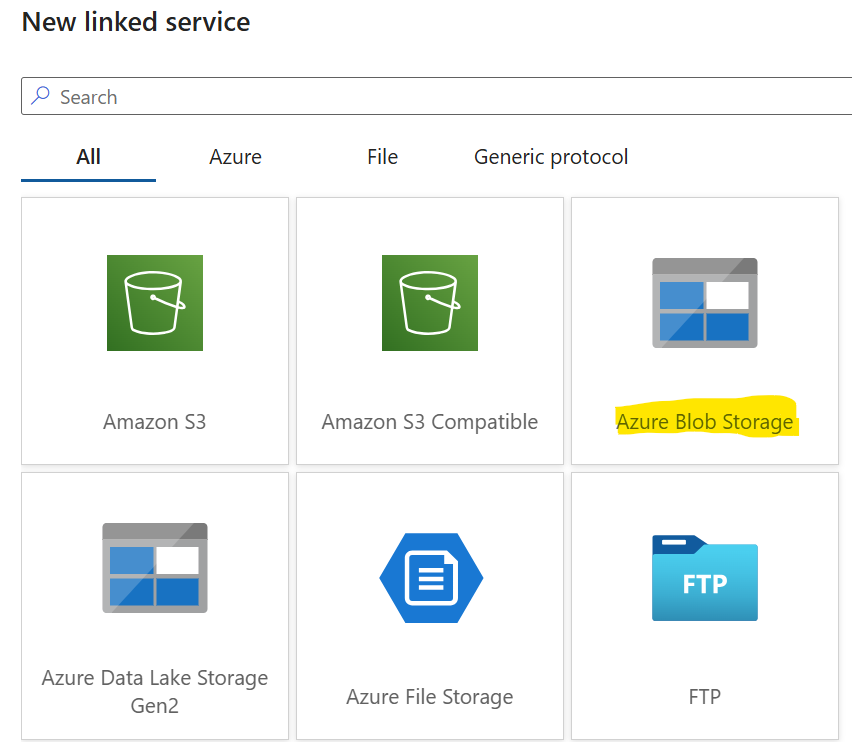 New linked service
Search
All Azure File Generic protocol
Amazon S3
Amazon S3 Compatible
Azure Blob Storage
FTP
Azure Data Lake Storage
Gen2
Azure File Storage
FTP